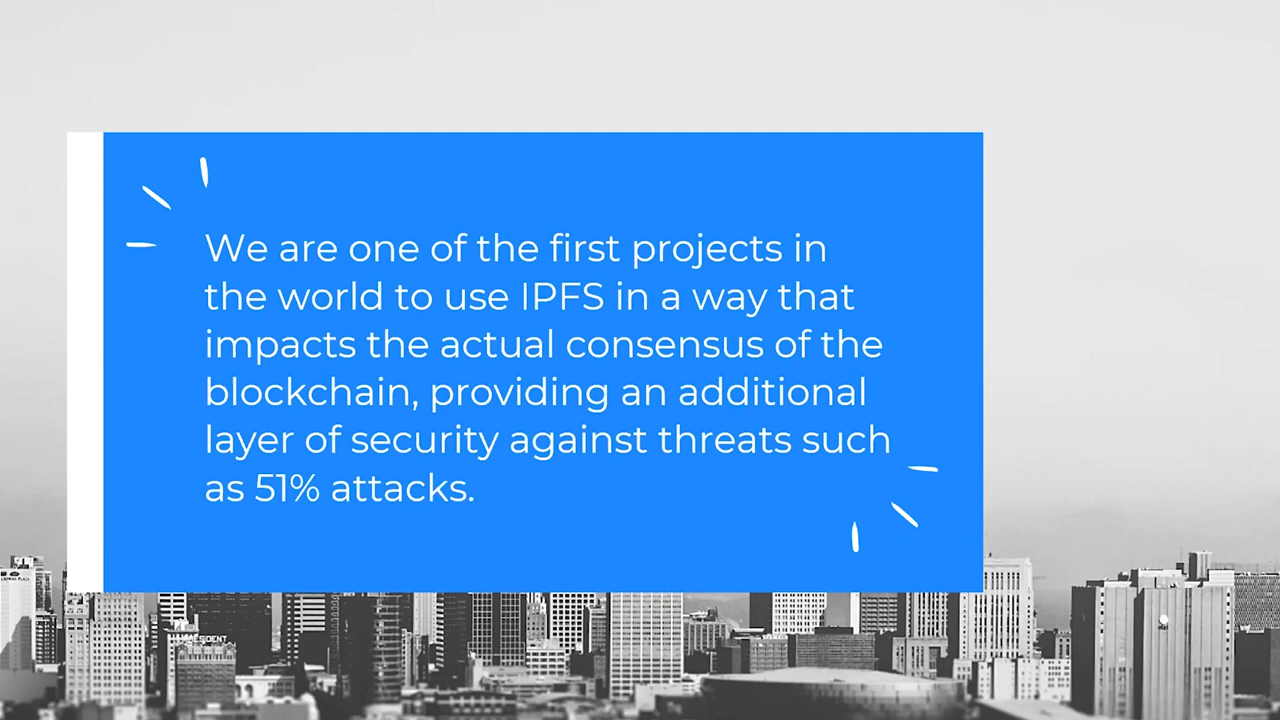 We are one of the first projects in
the world to use IPFS in a way that
impacts the actual consensus of the
blockchain, providing an additional
layer of security against threats such
as 51% attacks.